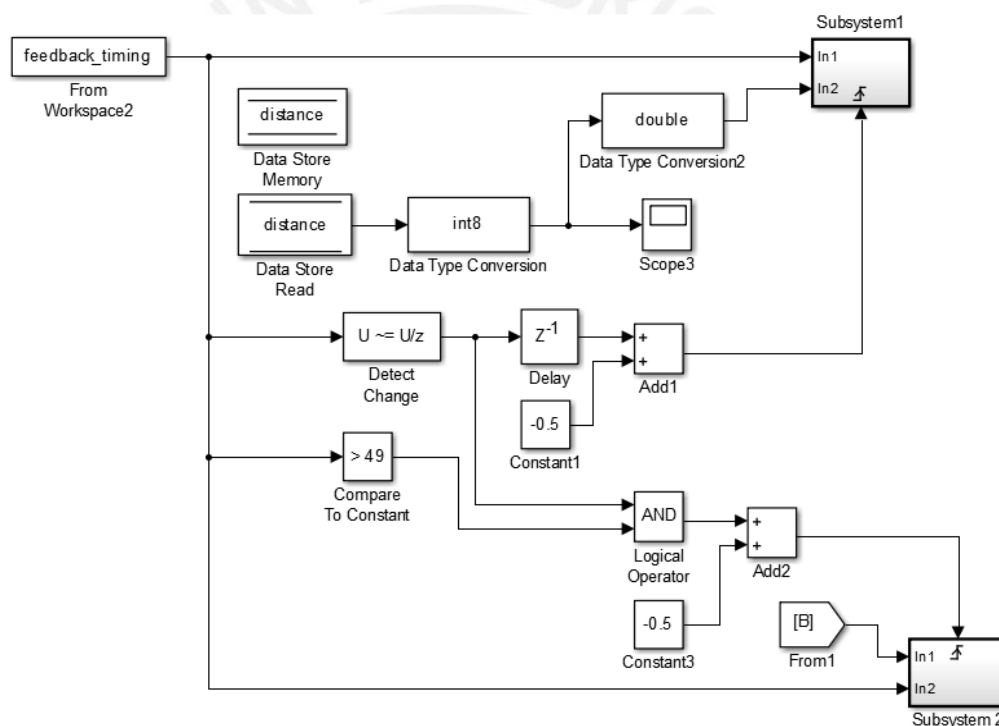 Subsystem1
feedback_timing
From
Workspace2
In1
In2
distance
Data Store
Memory
double
Data Type Conversion2
distance
Data Store
Read
int8
Data Type Conversion
Scope3
U ~= U/z
Detect
Change
Z-1
Delay
+
+
Add1
-0.5
Constant1
> 49
Compare
To Constant
AND
Logical
Operator
+
+
Add2
-0.5
Constant3
[B]
From1
In1
In2
Subsystem 2